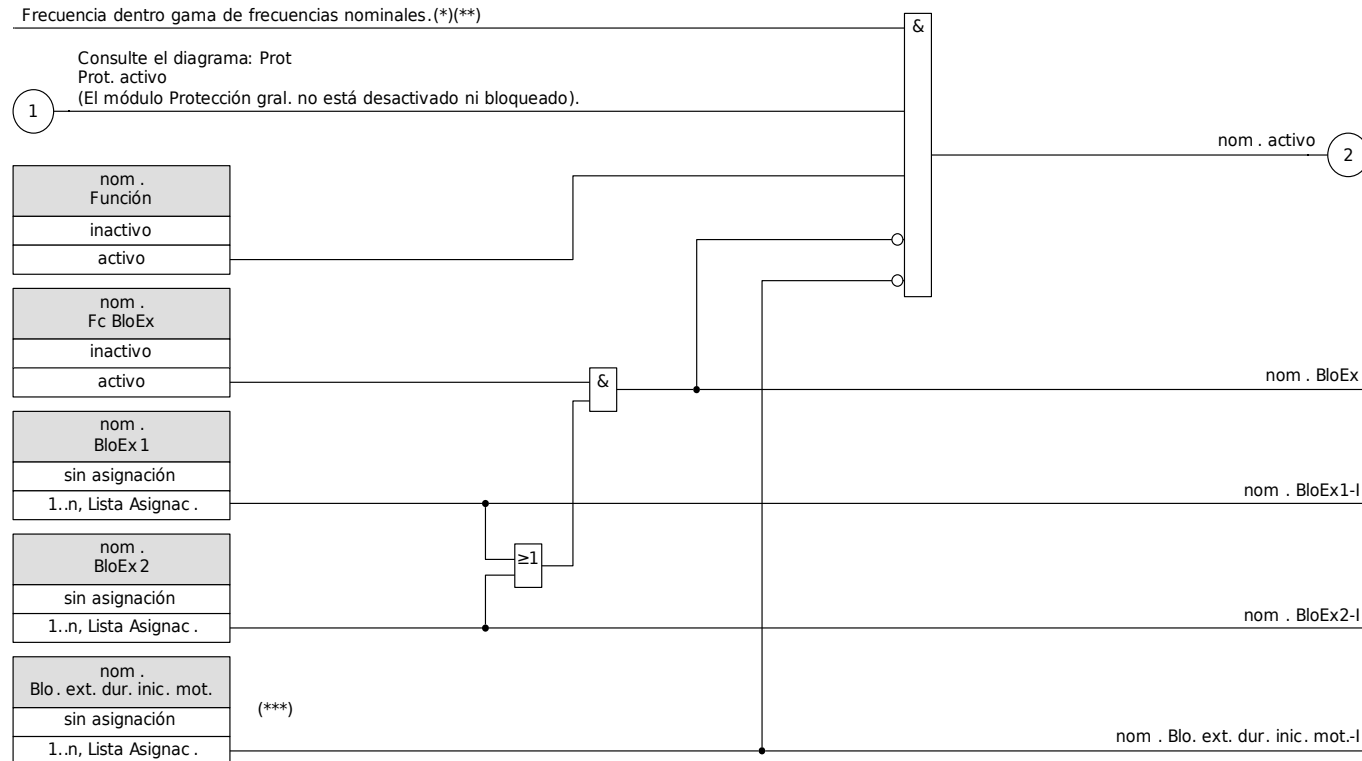 Frecuencia dentro gama de frecuencias nominales.(*)(**)
&
Consulte el diagrama: Prot
Prot. activo
(El módulo Protección gral. no está desactivado ni bloqueado).
1
nom . activo
2
nom .
Función
inactivo
activo
nom .
Fc BloEx
inactivo
activo
&
nom . BloEx
nom .
BloEx 1
sin asignación
1..n, Lista Asignac .
nom . BloEx1-I
nom .
BloEx 2
≥1
sin asignación
1..n, Lista Asignac .
nom . BloEx2-I
nom .
Blo. ext. dur. inic. mot.
(***)
sin asignación
1..n, Lista Asignac .
nom . Blo. ext. dur. inic. mot.-I